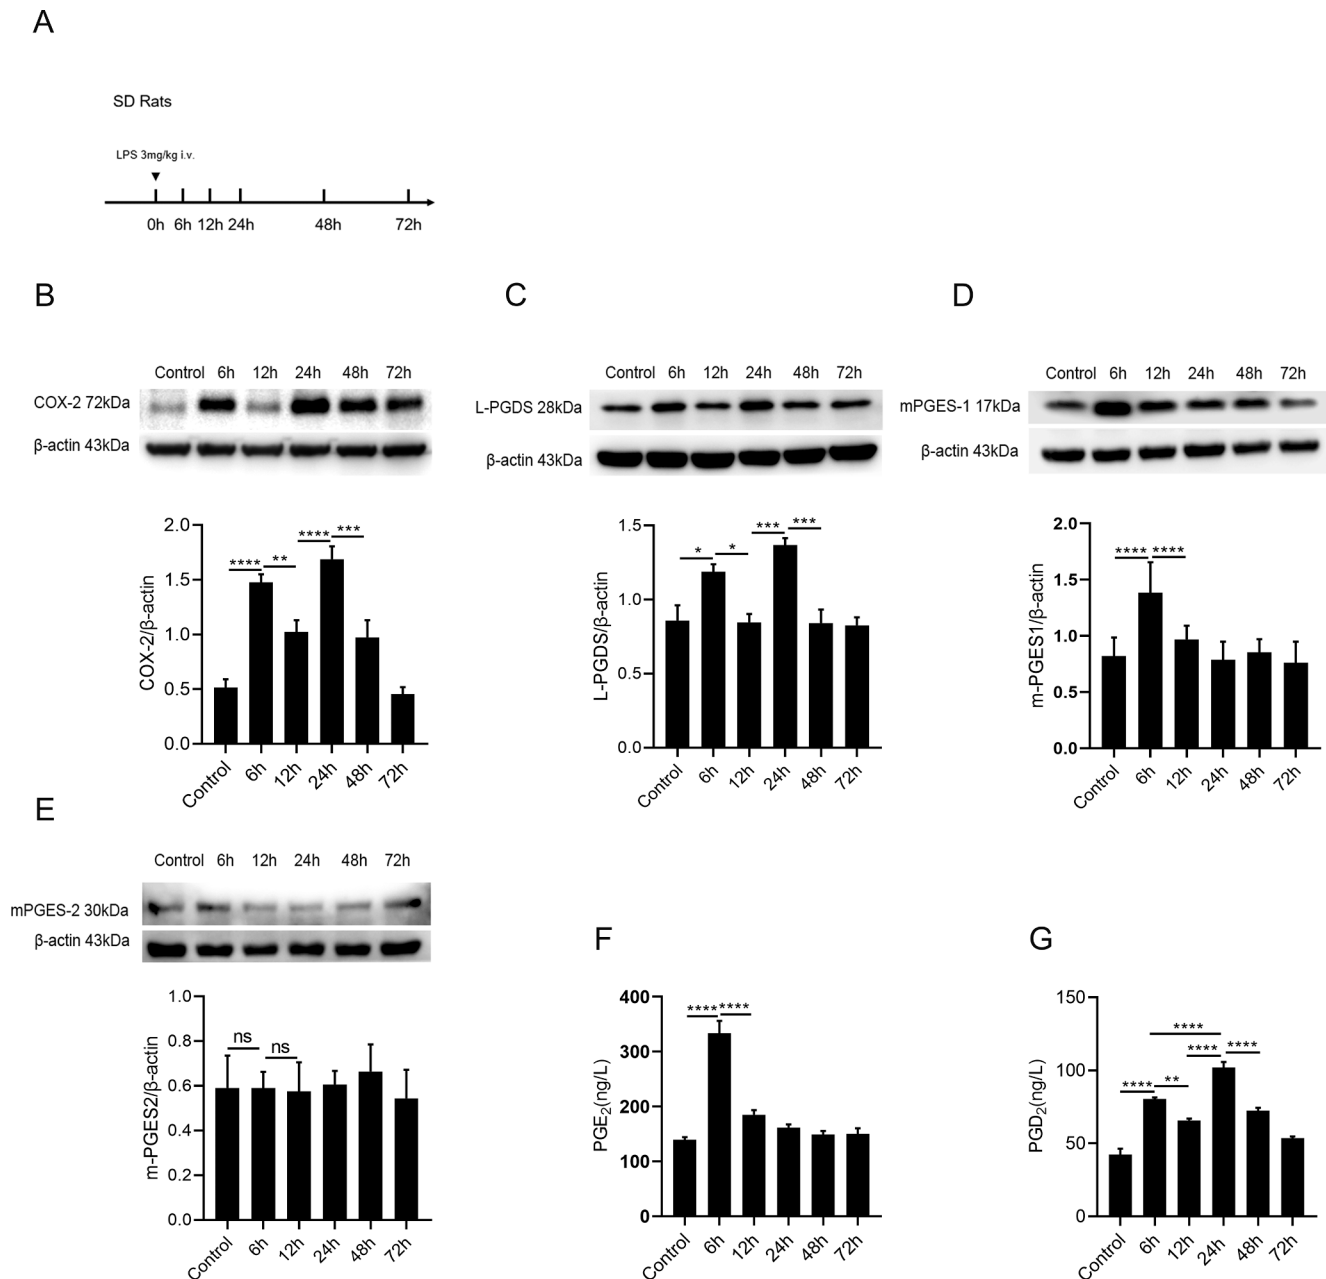 A
SD Rats
LPS 3mg/kg i.v.
0h 6h 12h 24h 48h 72h
B
Control 6h 12h 24h 48h 72h
COX-2 72kDa
β-actin 43kDa
**** ** **** ***
COX-2/β-actin
2.0
1.5
1.0
0.5
0.0
Control 6h 12h 24h 48h 72h
C
Control 6h 12h 24h 48h 72h
L-PGDS 28kDa
β-actin 43kDa
* * *** ***
L-PGDS/β-actin
1.5
1.0
0.5
0.0
Control 6h 12h 24h 48h 72h
D
Control 6h 12h 24h 48h 72h
mPGES-1 17kDa
β-actin 43kDa
**** ****
m-PGES1/β-actin
2.0
1.5
1.0
0.5
0.0
Control 6h 12h 24h 48h 72h
E
Control 6h 12h 24h 48h 72h
mPGES-2 30kDa
β-actin 43kDa
ns ns
m-PGES2/β-actin
1.0
0.8
0.6
0.4
0.2
0.0
Control 6h 12h 24h 48h 72h
F
**** ****
PGE₂(ng/L)
400
300
200
100
0
Control 6h 12h 24h 48h 72h
G
****
**** ** **** ****
PGD₂(ng/L)
150
100
50
0
Control 6h 12h 24h 48h 72h